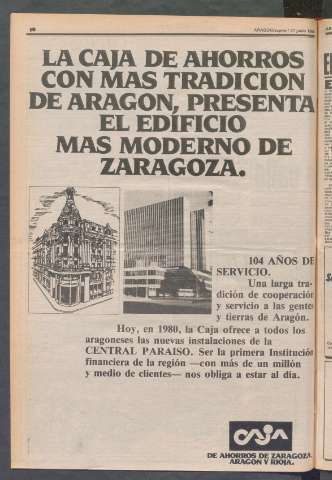 LA CAJA DE AHORROS
CON MAS TRADICION
DE ARAGON, PRESENTA
EL EDIFICIO
MAS MODERNO DE
ZARAGOZA.
104 AÑOS DE
SERVICIO.
Una larga tra-
dición de cooperación
y servicio a las gentes
y tierras de Aragón.
Hoy, en 1980, la Caja ofrece a todos los
aragoneses las nuevas instalaciones de la
CENTRAL PARAISO. Ser la primera Institución
financiera de la región —con más de un millón
y medio de clientes— nos obliga a estar al día.
CAJA
DE AHORROS DE ZARAGOZA,
ARAGON Y RIOJA.